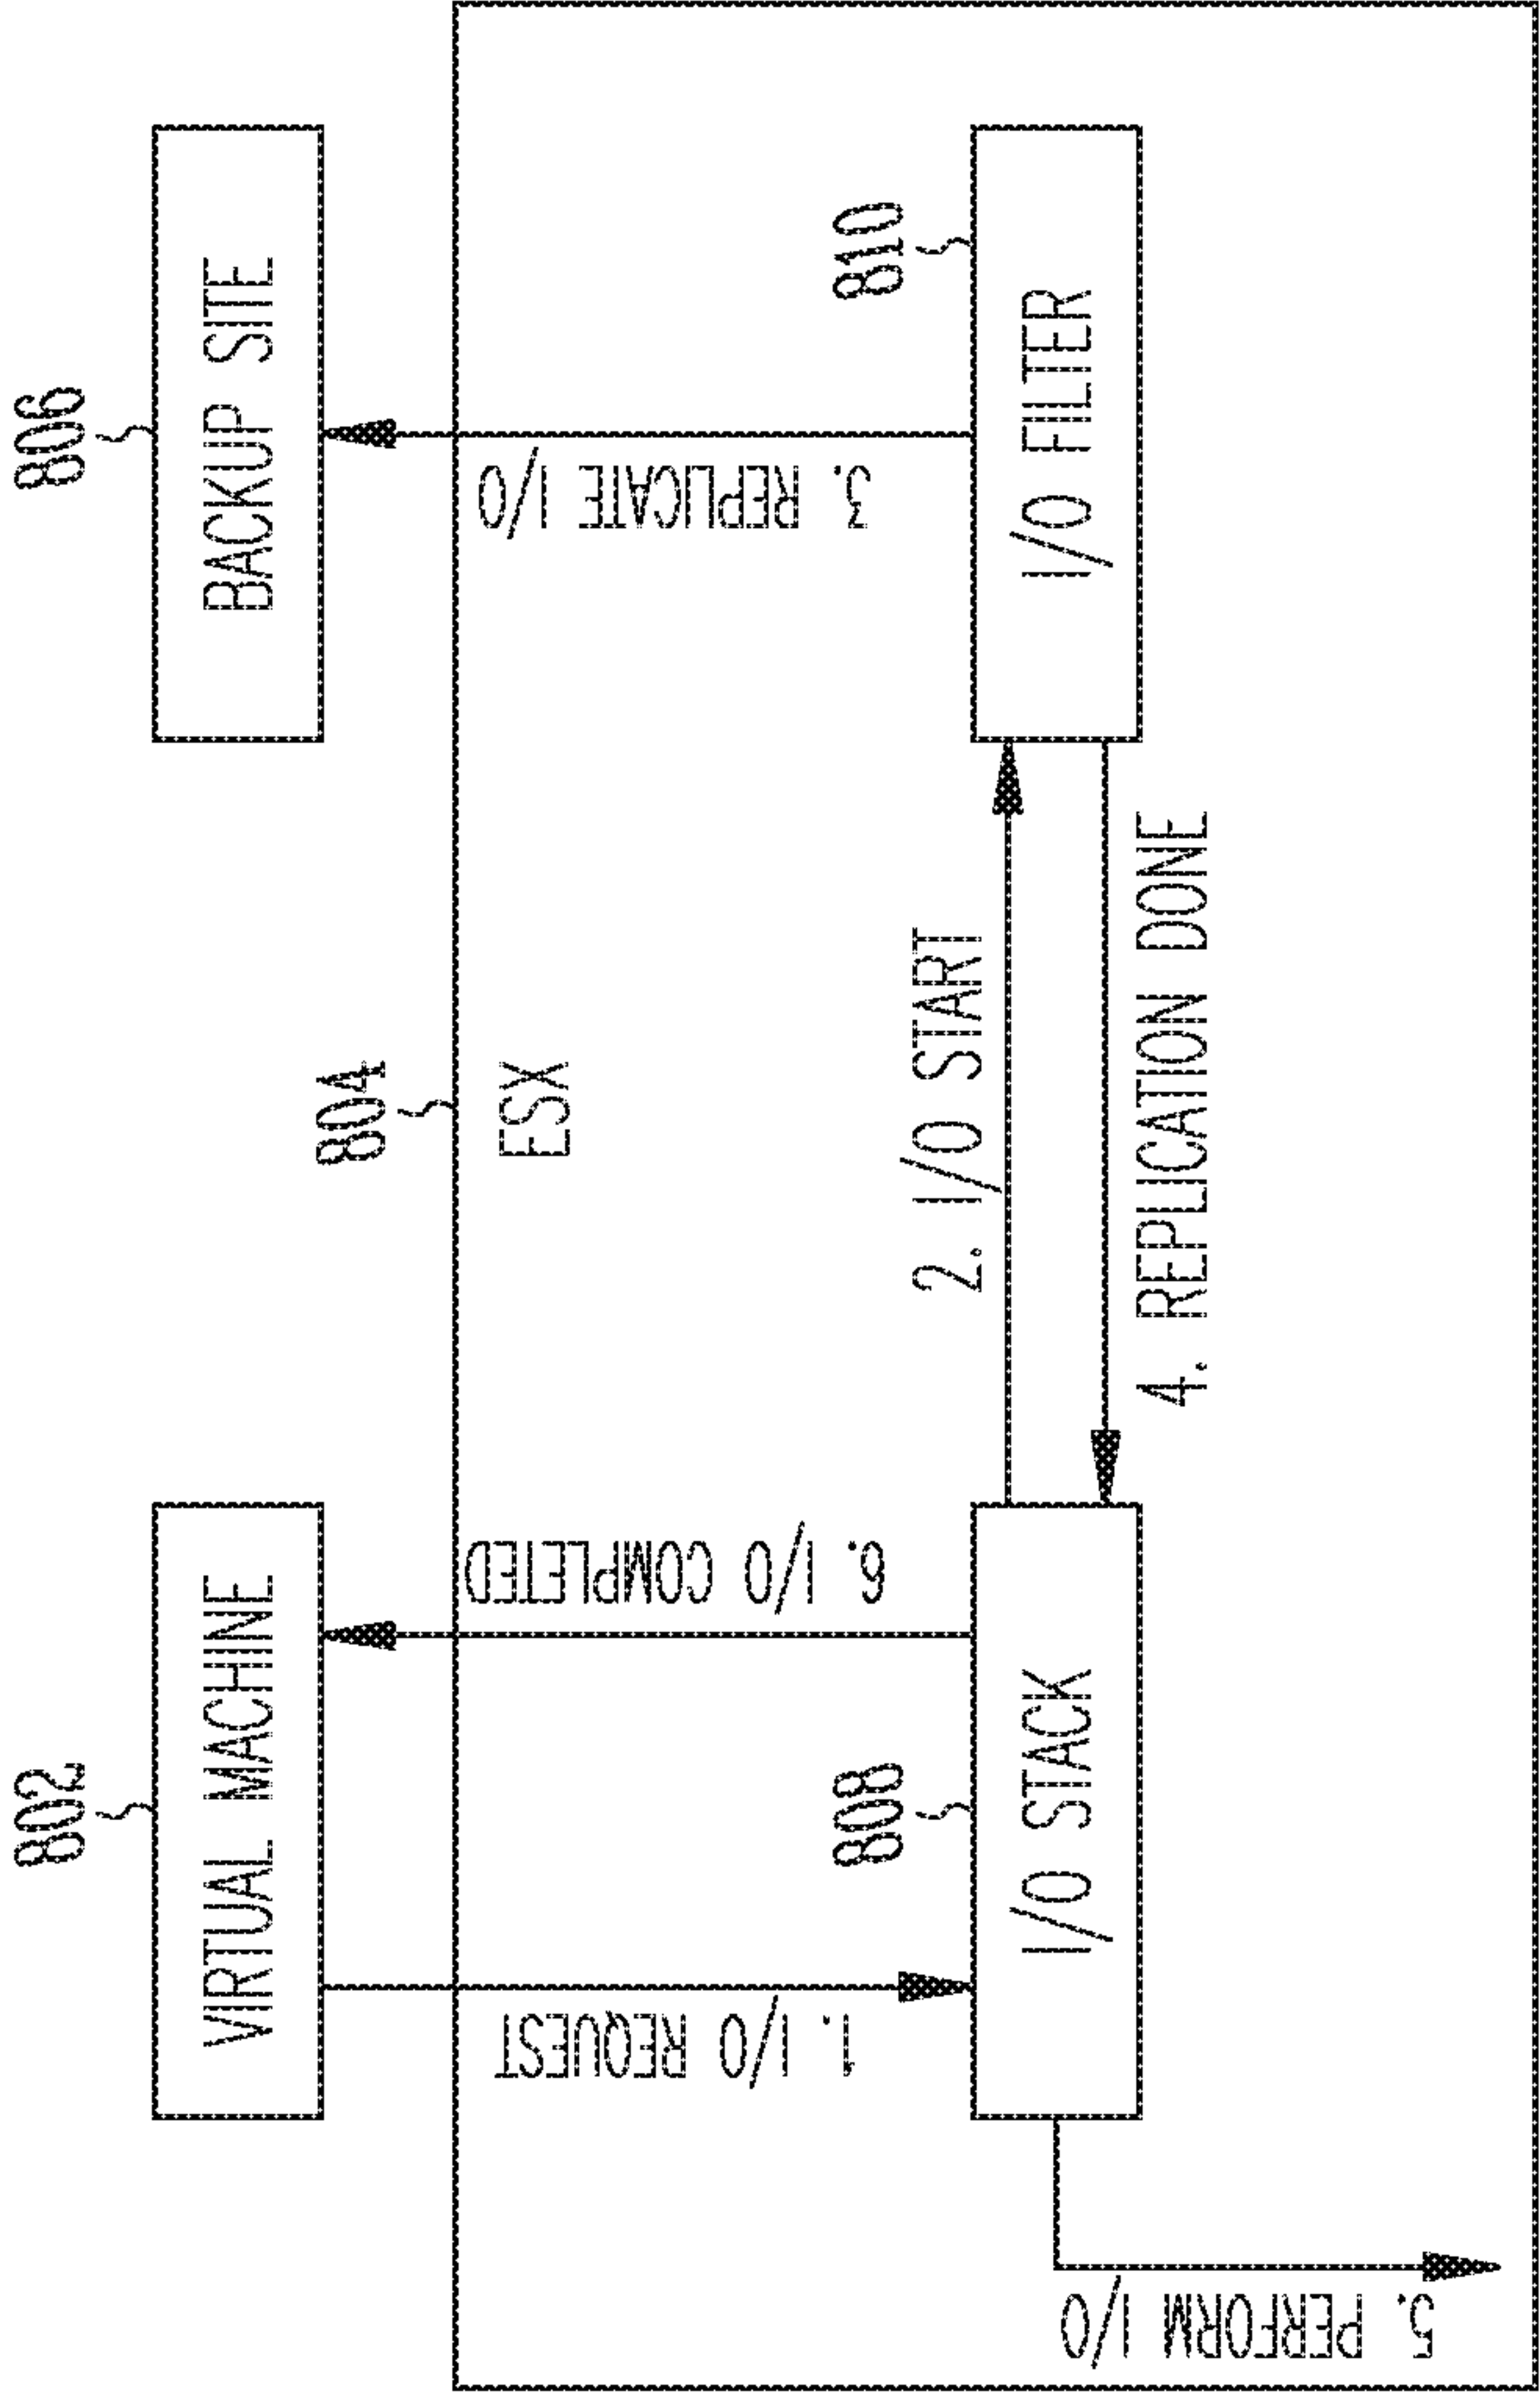 802
VIRTUAL MACHINE
806
BACKUP SITE
804
ESX
1. I/O REQUEST
6. I/O COMPLETED
3. REPLICATE I/O
808
I/O STACK
2. I/O START
4. REPLICATION DONE
810
I/O FILTER
5. PERFORM I/O